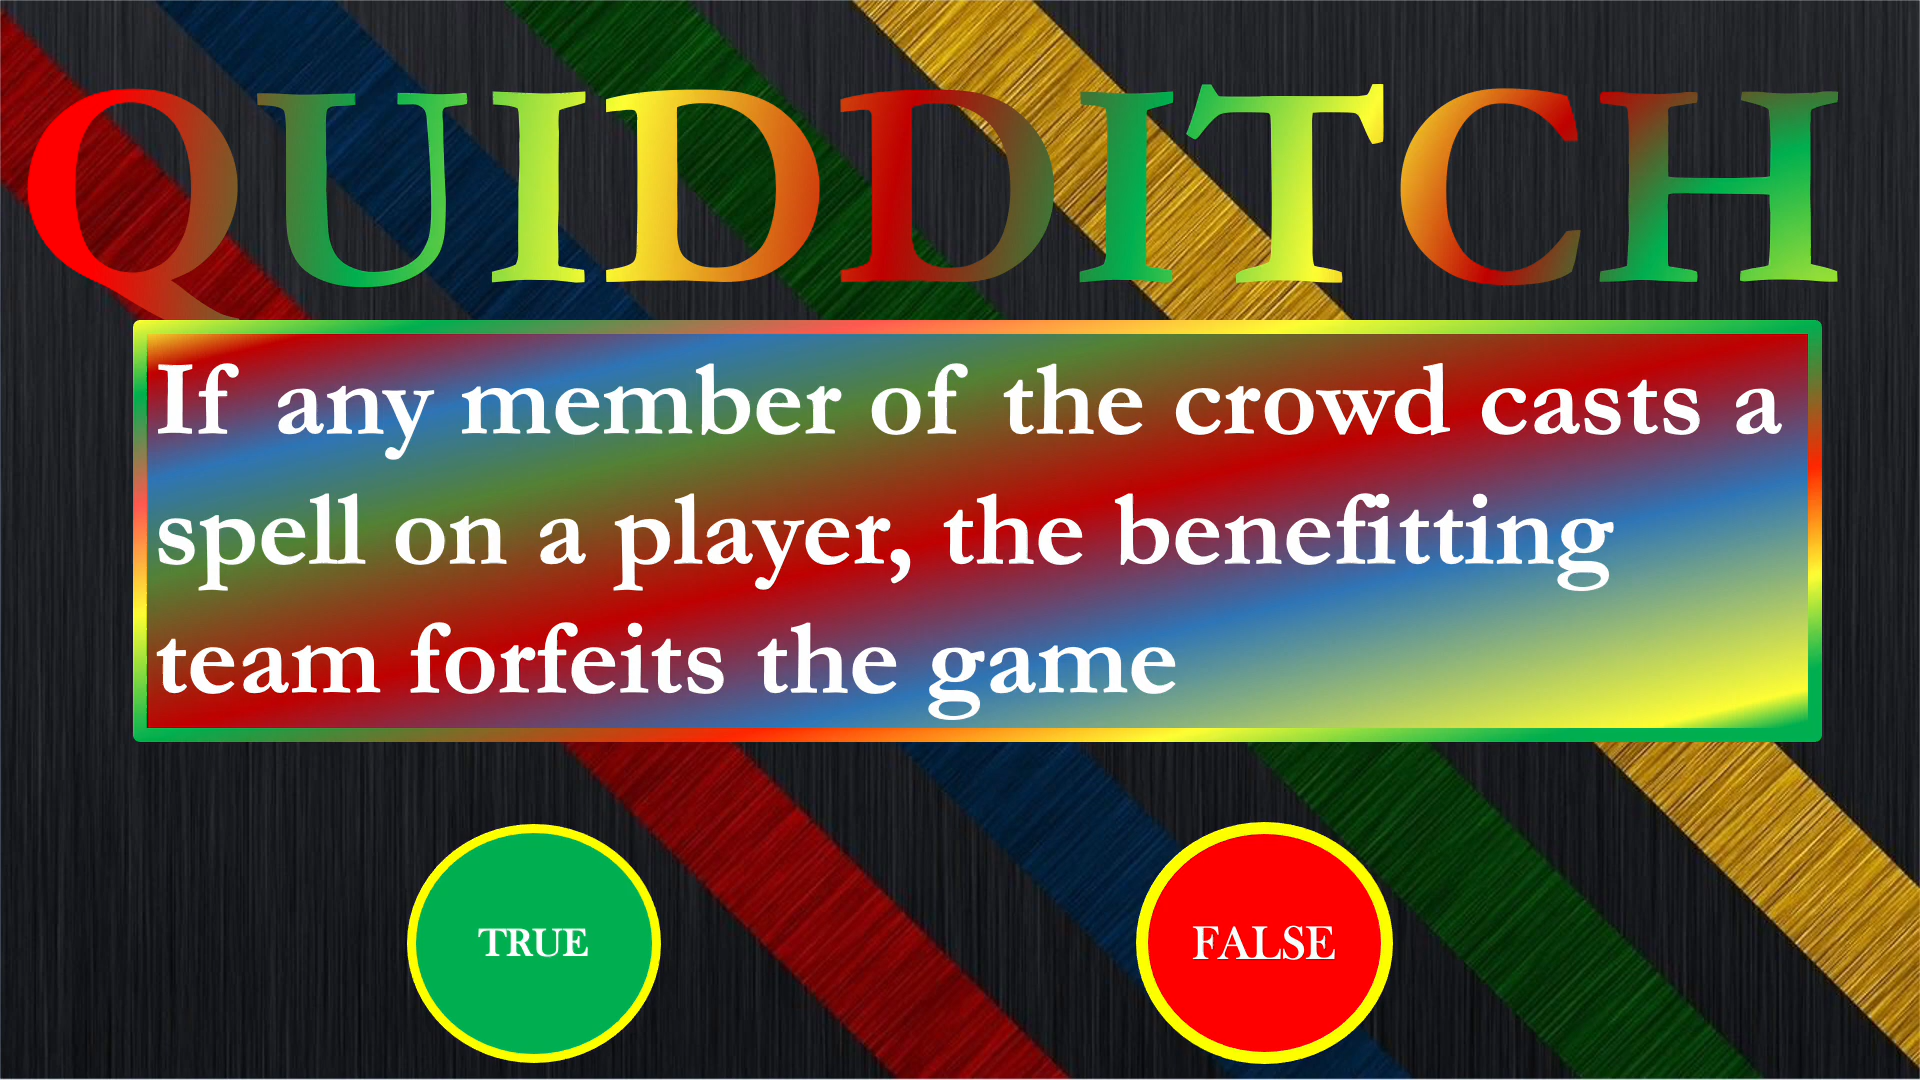 QUIDDITCH
If any member of the crowd casts a
spell on a player, the benefitting
team forfeits the game
TRUE
FALSE